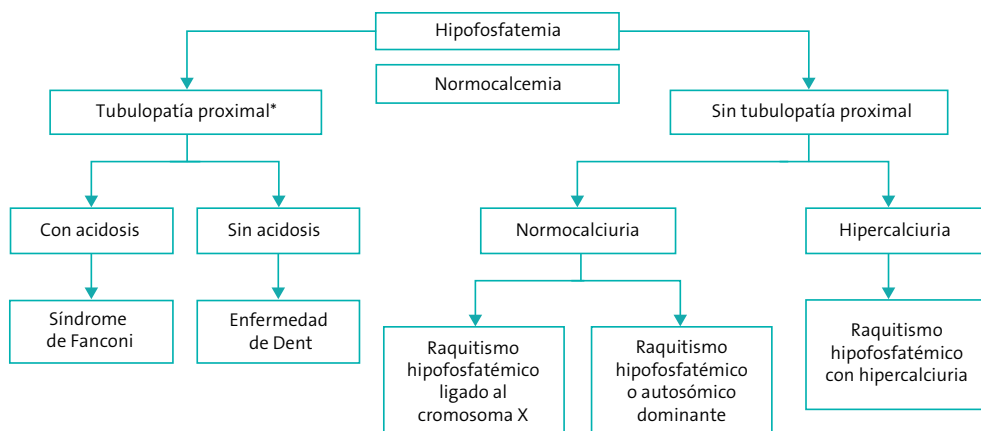 Hipofosfatemia
Normocalcemia
Tubulopatía proximal*
Sin tubulopatía proximal
Con acidosis
Sin acidosis
Normocalciuria
Hipercalciuria
Síndrome
de Fanconi
Enfermedad
de Dent
Raquitismo
hipofosfatémico
ligado al
cromosoma X
Raquitismo
hipofosfatémico
o autosómico
dominante
Raquitismo
hipofosfatémico
con hipercalciuria